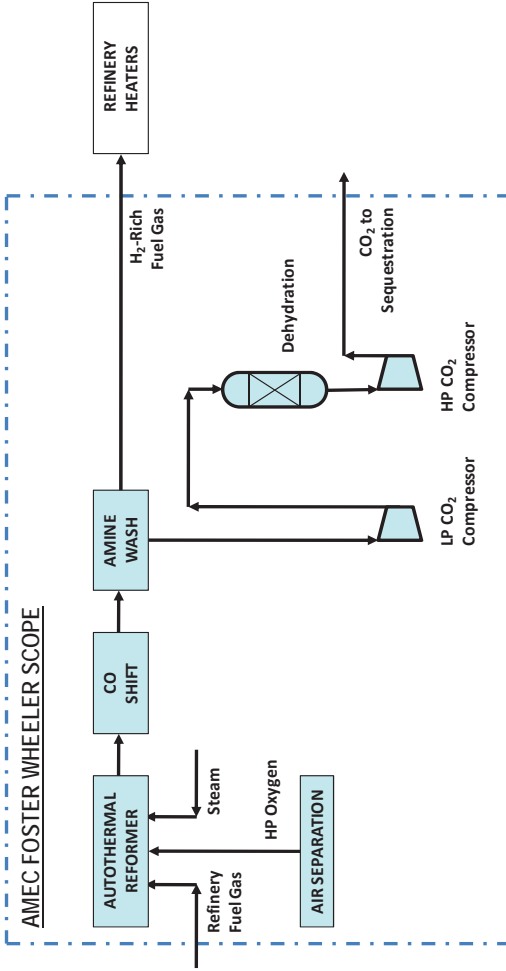 AMEC FOSTER WHEELER SCOPE
AUTOTHERMAL
REFORMER
CO
SHIFT
AMINE
WASH
H₂-Rich
Fuel Gas
REFINERY
HEATERS
Refinery
Fuel Gas
Steam
HP Oxygen
AIR SEPARATION
Dehydration
LP CO₂
Compressor
HP CO₂
Compressor
CO₂ to
Sequestration